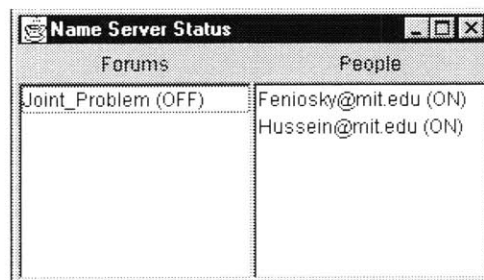 Name Server Status
Forums
People
Joint_Problem (OFF)
Feniosky@mit.edu (ON)
Hussein@mit.edu (ON)